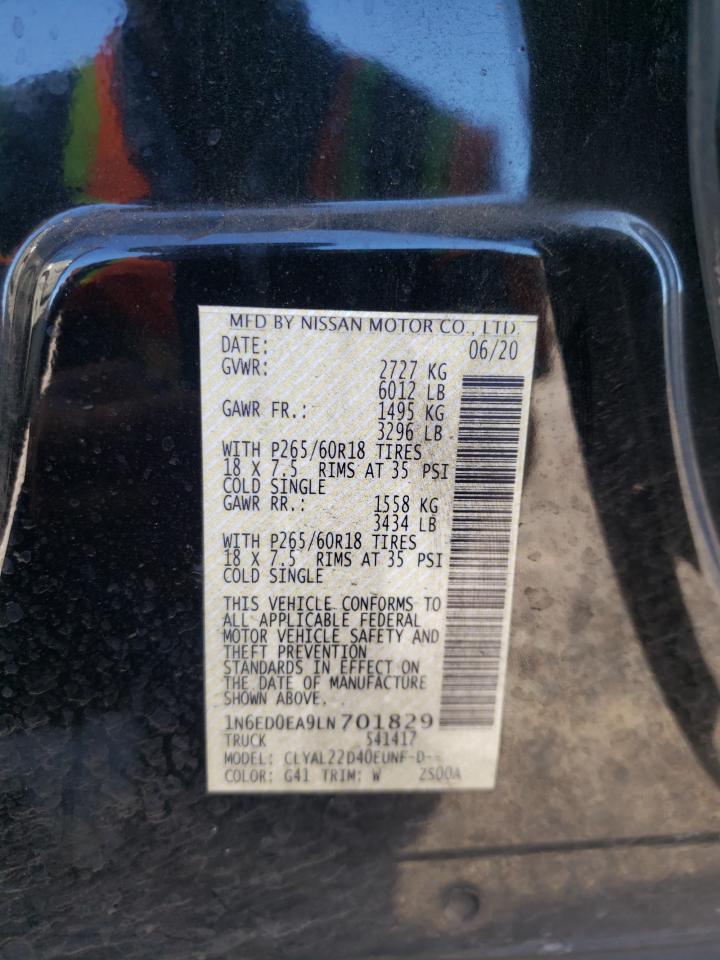 MFD BY NISSAN MOTOR CO., LTD.
DATE: 06/20
GVWR: 2727 KG
6012 LB
GAWR FR.: 1495 KG
3296 LB
WITH P265/60R18 TIRES
18 X 7.5 RIMS AT 35 PSI
COLD SINGLE
GAWR RR.: 1558 KG
3434 LB
WITH P265/60R18 TIRES
18 X 7.5 RIMS AT 35 PSI
COLD SINGLE
THIS VEHICLE CONFORMS TO
ALL APPLICABLE FEDERAL
MOTOR VEHICLE SAFETY AND
THEFT PREVENTION
STANDARDS IN EFFECT ON
THE DATE OF MANUFACTURE
SHOWN ABOVE.
1N6ED0EA9LN701829
TRUCK 541417
MODEL: CLYAL22D40EUNF-D--
COLOR: G41 TRIM: W ZS00A